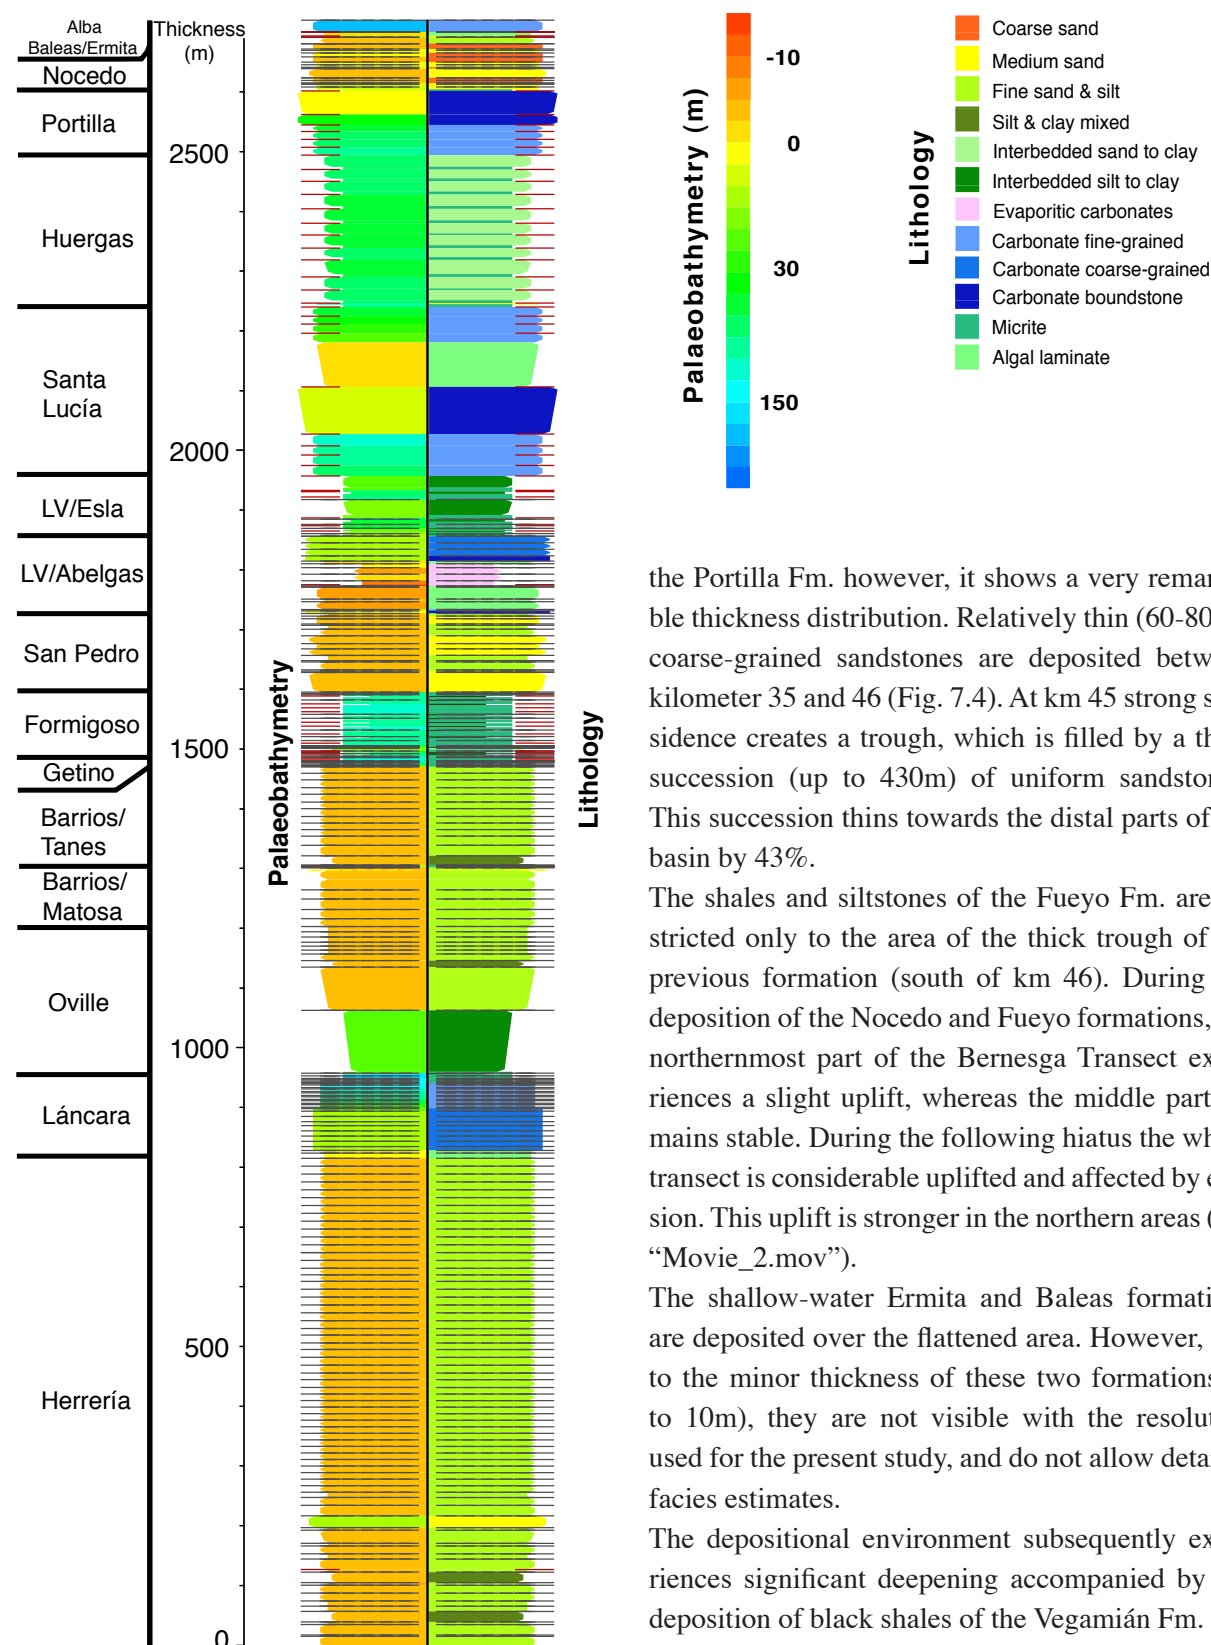 Alba
Baleas/Ermita
Nocedo
Portilla
Huergas
Santa
Lucía
LV/Esla
LV/Abelgas
San Pedro
Formigoso
Getino
Barrios/
Tanes
Barrios/
Matosa
Oville
Láncara
Herrería
Thickness
(m)
2500
2000
1500
1000
500
0
Palaeobathymetry
Lithology
Palaeobathymetry (m)
-10
0
30
150
Lithology
Coarse sand
Medium sand
Fine sand & silt
Silt & clay mixed
Interbedded sand to clay
Interbedded silt to clay
Evaporitic carbonates
Carbonate fine-grained
Carbonate coarse-grained
Carbonate boundstone
Micrite
Algal laminate
the Portilla Fm. however, it shows a very remar
ble thickness distribution. Relatively thin (60-80
coarse-grained sandstones are deposited betw
kilometer 35 and 46 (Fig. 7.4). At km 45 strong s
sidence creates a trough, which is filled by a th
succession (up to 430m) of uniform sandstor
This succession thins towards the distal parts of
basin by 43%.
The shales and siltstones of the Fueyo Fm. are
stricted only to the area of the thick trough of
previous formation (south of km 46). During
deposition of the Nocedo and Fueyo formations,
northernmost part of the Bernesga Transect ex
riences a slight uplift, whereas the middle part
mains stable. During the following hiatus the wh
transect is considerable uplifted and affected by e
sion. This uplift is stronger in the northern areas (
“Movie_2.mov”).
The shallow-water Ermita and Baleas formati
are deposited over the flattened area. However,
to the minor thickness of these two formations
to 10m), they are not visible with the resolut
used for the present study, and do not allow detai
facies estimates.
The depositional environment subsequently ex
riences significant deepening accompanied by
deposition of black shales of the Vegamián Fm.